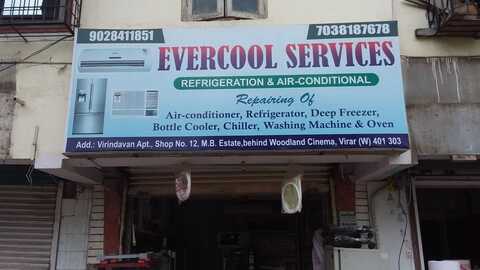 9028411851 7038187678
EVERCOOL SERVICES
REFRIGERATION & AIR-CONDITIONAL
Repairing Of
Air-conditioner, Refrigerator, Deep Freezer,
Bottle Cooler, Chiller, Washing Machine & Oven
Add.: Virindavan Apt., Shop No. 12, M.B. Estate,behind Woodland Cinema, Virar (W) 401 303